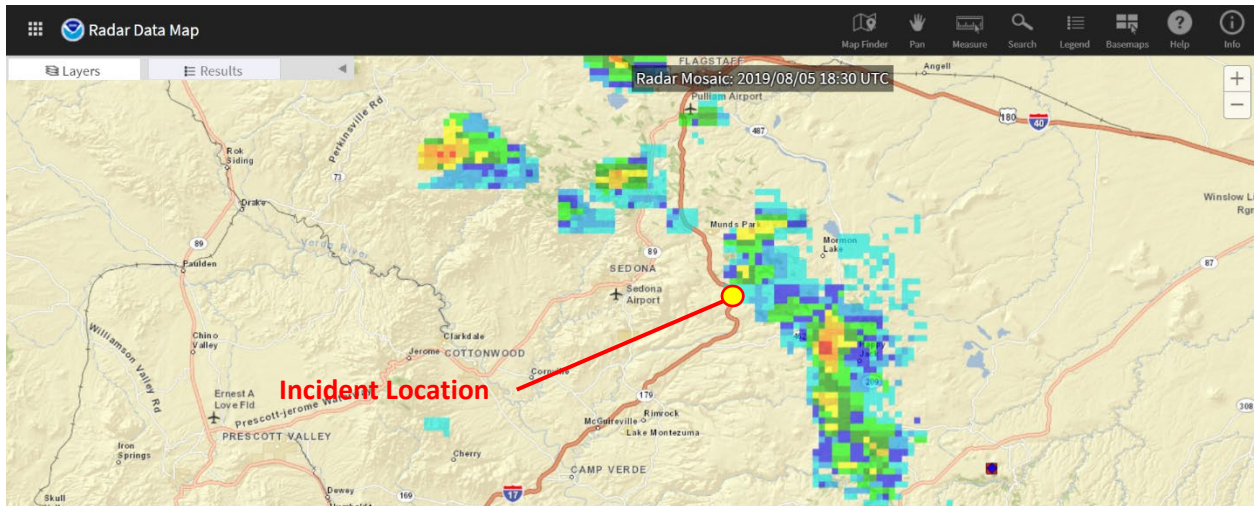 Radar Data Map
Map Finder
Pan
Measure
Search
Legend
Basemaps
Help
Info
Layers
Results
FLAGSTAFF
Radar Mosaic: 2019/08/05 18:30 UTC
Angell
Pulliam Airport
180
40
487
Perkinsville Rd
Rok
Siding
73
Drake
Winslow L
Rgr
Munds Park
Mormon
Lake
89
Verde River
89
87
Paulden
SEDONA
Sedona
Airport
Williamson Valley Rd
Chino
Valley
Clarkdale
Jerome
COTTONWOOD
Happy
Jack
Cornville
209
Incident Location
Ernest A
Love Fld
Prescott-jerome
179
308
McGuireville
Rimrock
Lake Montezuma
PRESCOTT VALLEY
Iron
Springs
Cherry
CAMP VERDE
Dewey
169
17
Skull